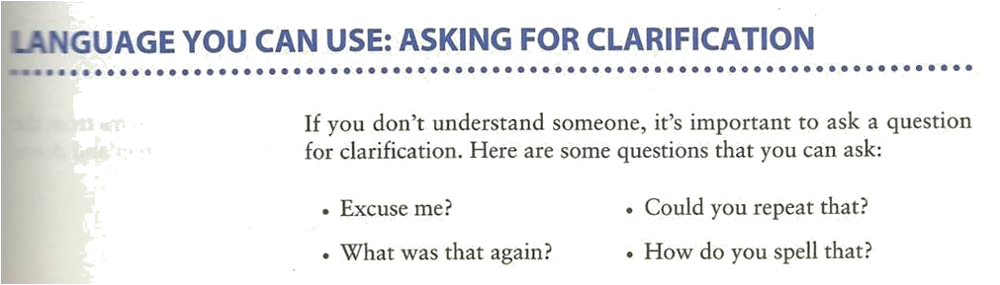 LANGUAGE YOU CAN USE: ASKING FOR CLARIFICATION
If you don't understand someone, it's important to ask a question
for clarification. Here are some questions that you can ask:
• Excuse me?
• Could you repeat that?
• What was that again?
• How do you spell that?